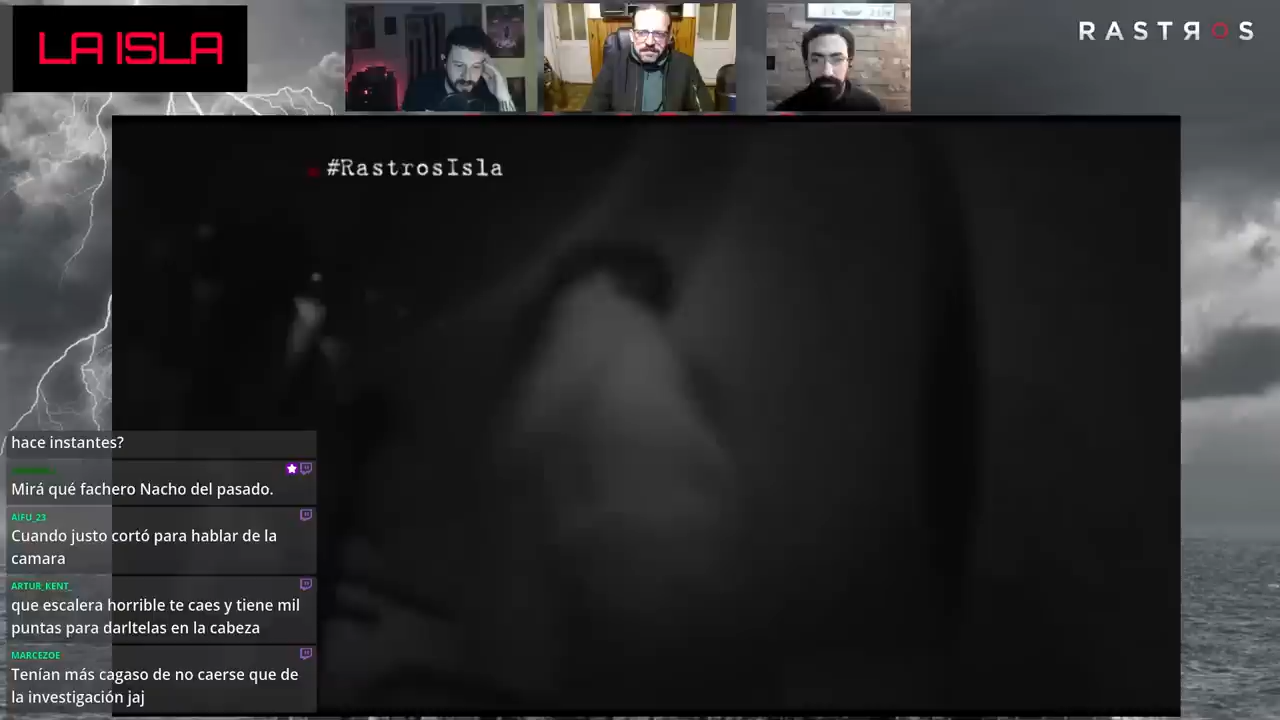 LA ISLA
RASTROS
#RastrosIsla
hace instantes?
Mirá qué fachero Nacho del pasado.
AIFU_23
Cuando justo cortó para hablar de la
camara
ARTUR_KENT_
que escalera horrible te caes y tiene mil
puntas para darltelas en la cabeza
MARCEZOE
Tenían más cagaso de no caerse que de
la investigación jaj